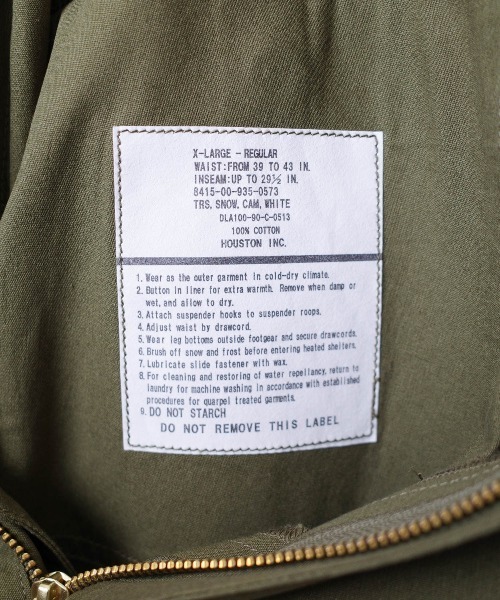 X-LARGE - REGULAR
WAIST:FROM 39 TO 43 IN.
INSEAM:UP TO 29½ IN.
8415-00-935-0573
TRS, SNOW, CAM, WHITE
DLA100-90-C-0513
100% COTTON
HOUSTON INC.
1. Wear as the outer garment in cold-dry climate.
2. Button in liner for extra warmth. Remove when damp or
wet, and allow to dry.
3. Attach suspender hooks to suspender roops.
4. Adjust waist by drawcord.
5. Wear leg bottoms outside footgear and secure drawcords.
6. Brush off snow and frost before entering heated shelters.
7. Lubricate slide fastener with wax.
8. For cleaning and restoring of water repellancy, return to
laundry for machine washing in accordance with established
procedures for quarpel treated garments.
9. DO NOT STARCH
DO NOT REMOVE THIS LABEL